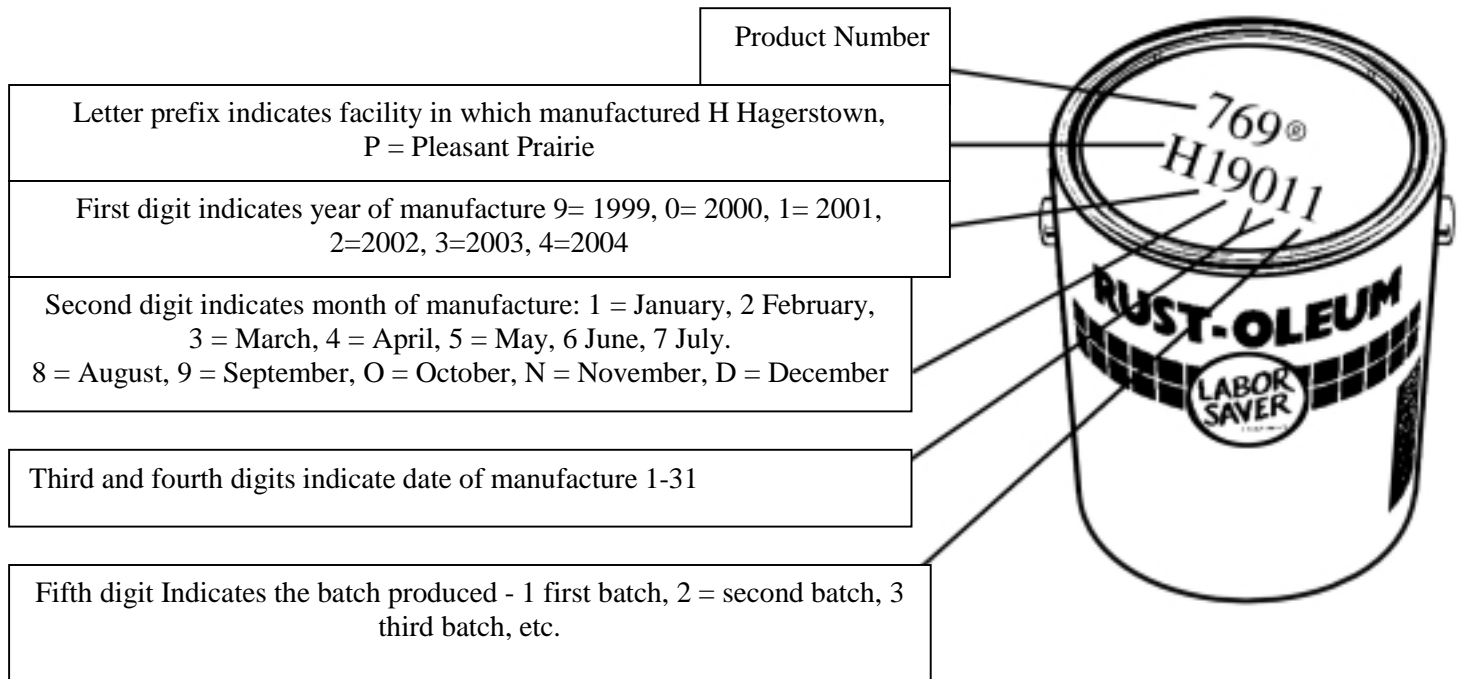 Product Number
Letter prefix indicates facility in which manufactured H Hagerstown,
P = Pleasant Prairie
First digit indicates year of manufacture 9= 1999, 0= 2000, 1= 2001,
2=2002, 3=2003, 4=2004
Second digit indicates month of manufacture: 1 = January, 2 February,
3 = March, 4 = April, 5 = May, 6 June, 7 July.
8 = August, 9 = September, O = October, N = November, D = December
Third and fourth digits indicate date of manufacture 1-31
Fifth digit Indicates the batch produced - 1 first batch, 2 = second batch, 3
third batch, etc.
769®
H19011
RUST-OLEUM
LABOR
SAVER